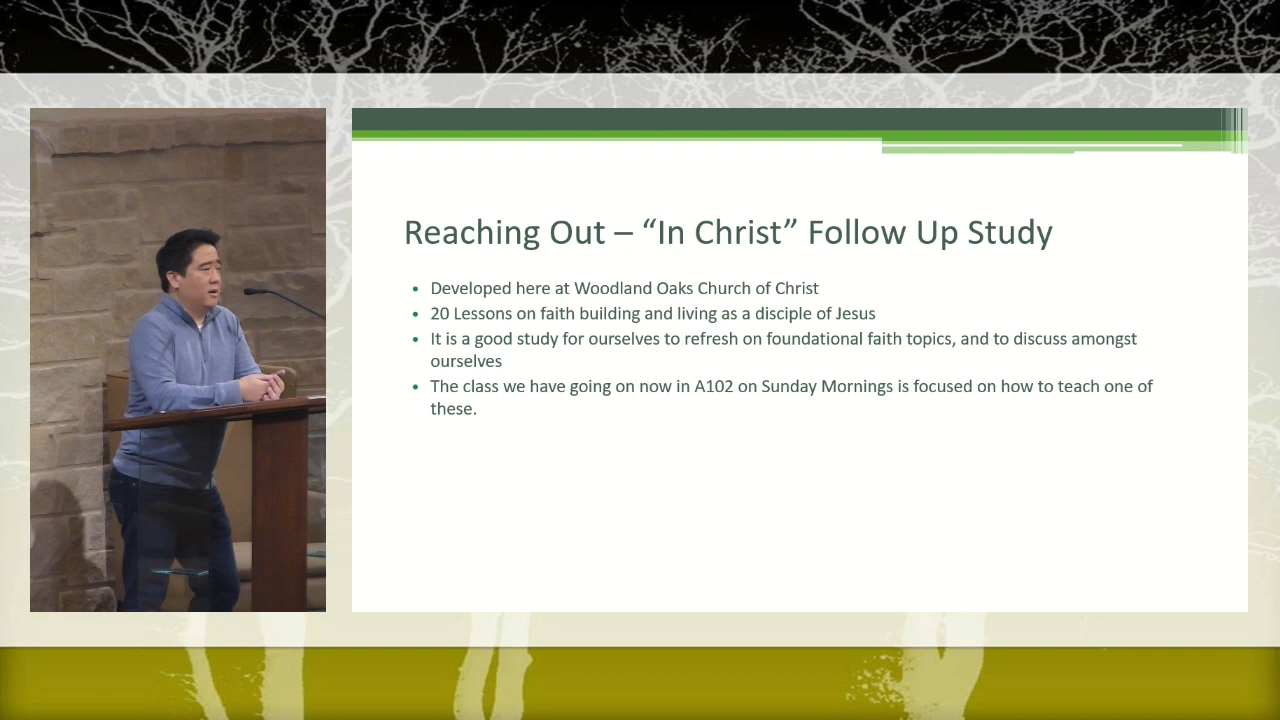 Reaching Out – “In Christ” Follow Up Study
• Developed here at Woodland Oaks Church of Christ
• 20 Lessons on faith building and living as a disciple of Jesus
• It is a good study for ourselves to refresh on foundational faith topics, and to discuss amongst
ourselves
• The class we have going on now in A102 on Sunday Mornings is focused on how to teach one of
these.